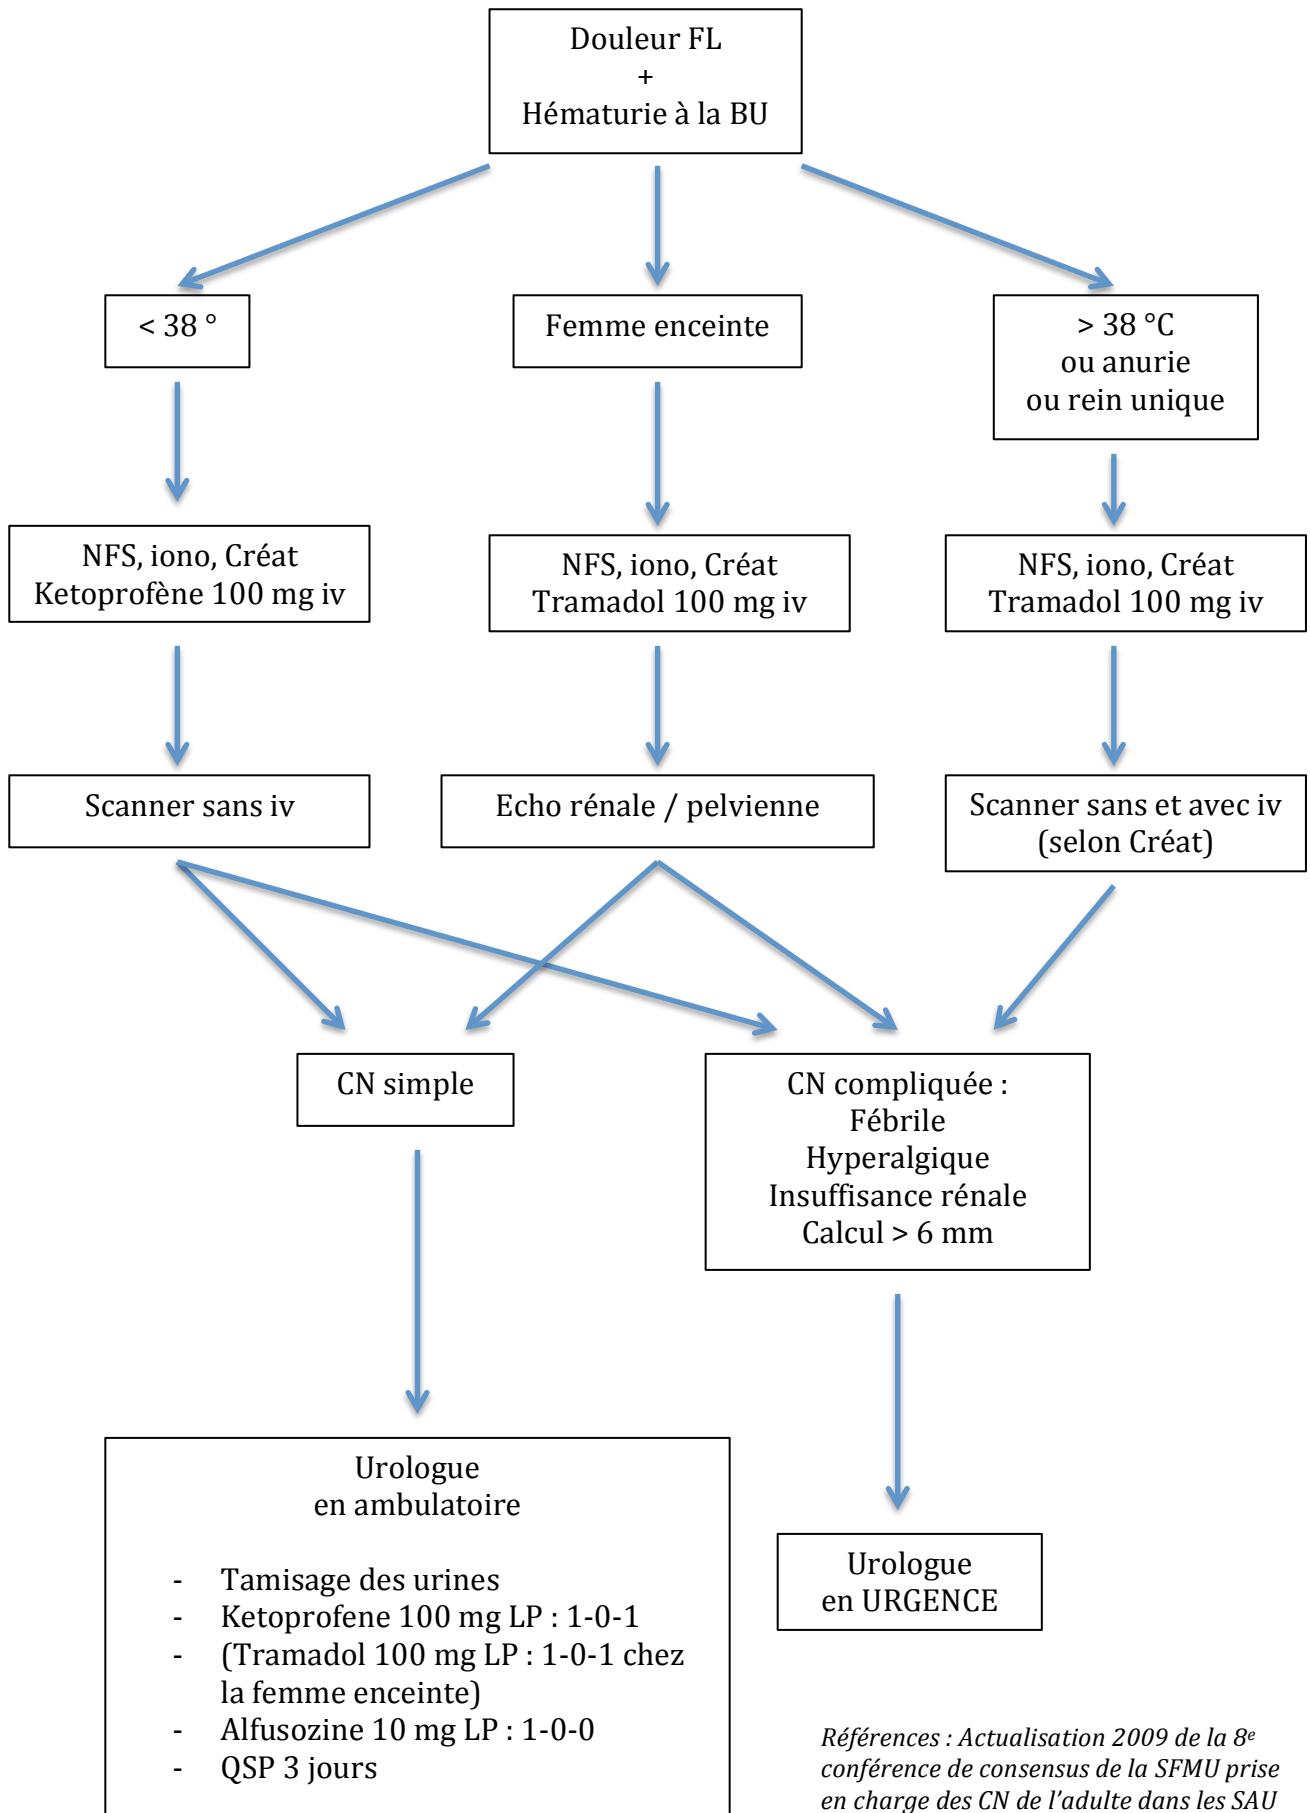 Douleur FL
+
Hématurie à la BU
< 38 °
Femme enceinte
> 38 °C
ou anurie
ou rein unique
NFS, iono, Créat
Ketoprofène 100 mg iv
NFS, iono, Créat
Tramadol 100 mg iv
NFS, iono, Créat
Tramadol 100 mg iv
Scanner sans iv
Echo rénale / pelvienne
Scanner sans et avec iv
(selon Créat)
CN simple
CN compliquée :
Fébrile
Hyperalgique
Insuffisance rénale
Calcul > 6 mm
Urologue
en ambulatoire
- Tamisage des urines
- Ketoprofene 100 mg LP : 1-0-1
- (Tramadol 100 mg LP : 1-0-1 chez
la femme enceinte)
- Alfusozine 10 mg LP : 1-0-0
- QSP 3 jours
Urologue
en URGENCE
Références : Actualisation 2009 de la 8e
conférence de consensus de la SFMU prise
en charge des CN de l’adulte dans les SAU